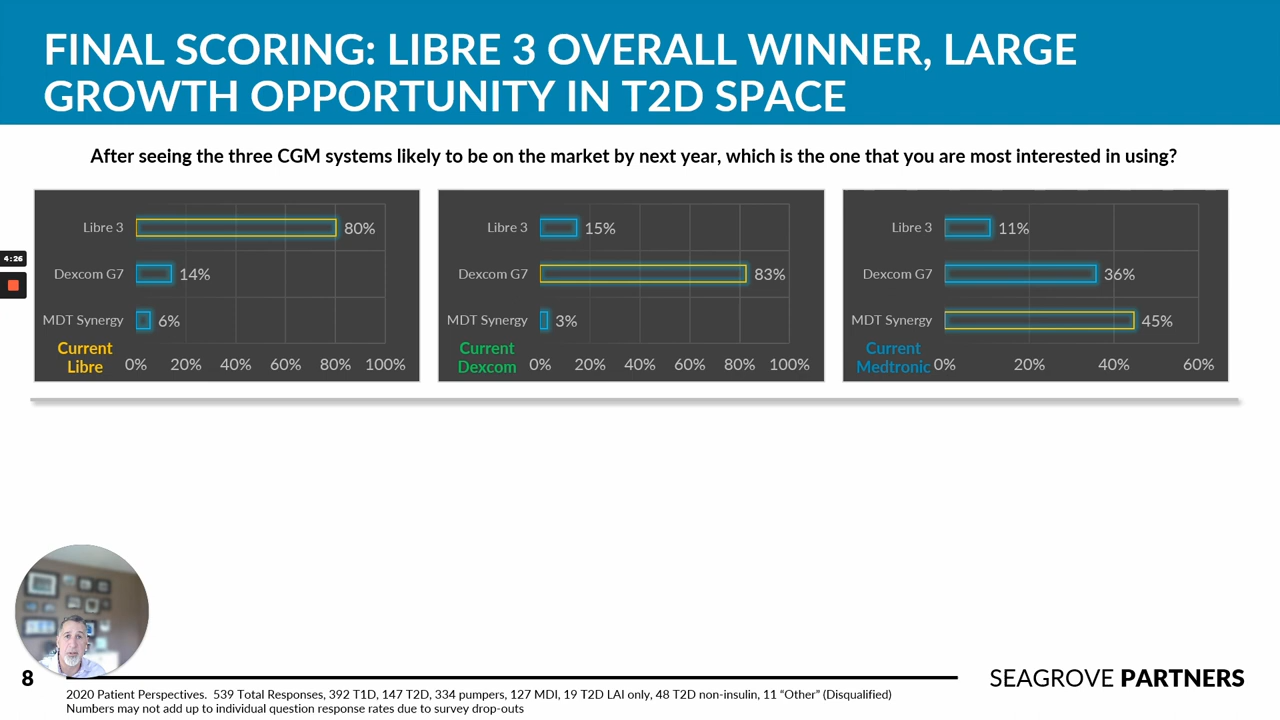 FINAL SCORING: LIBRE 3 OVERALL WINNER, LARGE
GROWTH OPPORTUNITY IN T2D SPACE
After seeing the three CGM systems likely to be on the market by next year, which is the one that you are most interested in using?
Libre 3
80%
Dexcom G7
14%
MDT Synergy
6%
Current
Libre
0% 20% 40% 60% 80% 100%
Libre 3
15%
Dexcom G7
83%
MDT Synergy
3%
Current
Dexcom
0% 20% 40% 60% 80% 100%
Libre 3
11%
Dexcom G7
36%
MDT Synergy
45%
Current
Medtronic
0% 20% 40% 60%
4:26
8
2020 Patient Perspectives. 539 Total Responses, 392 T1D, 147 T2D, 334 pumpers, 127 MDI, 19 T2D LAI only, 48 T2D non-insulin, 11 “Other” (Disqualified)
Numbers may not add up to individual question response rates due to survey drop-outs
SEAGROVE PARTNERS